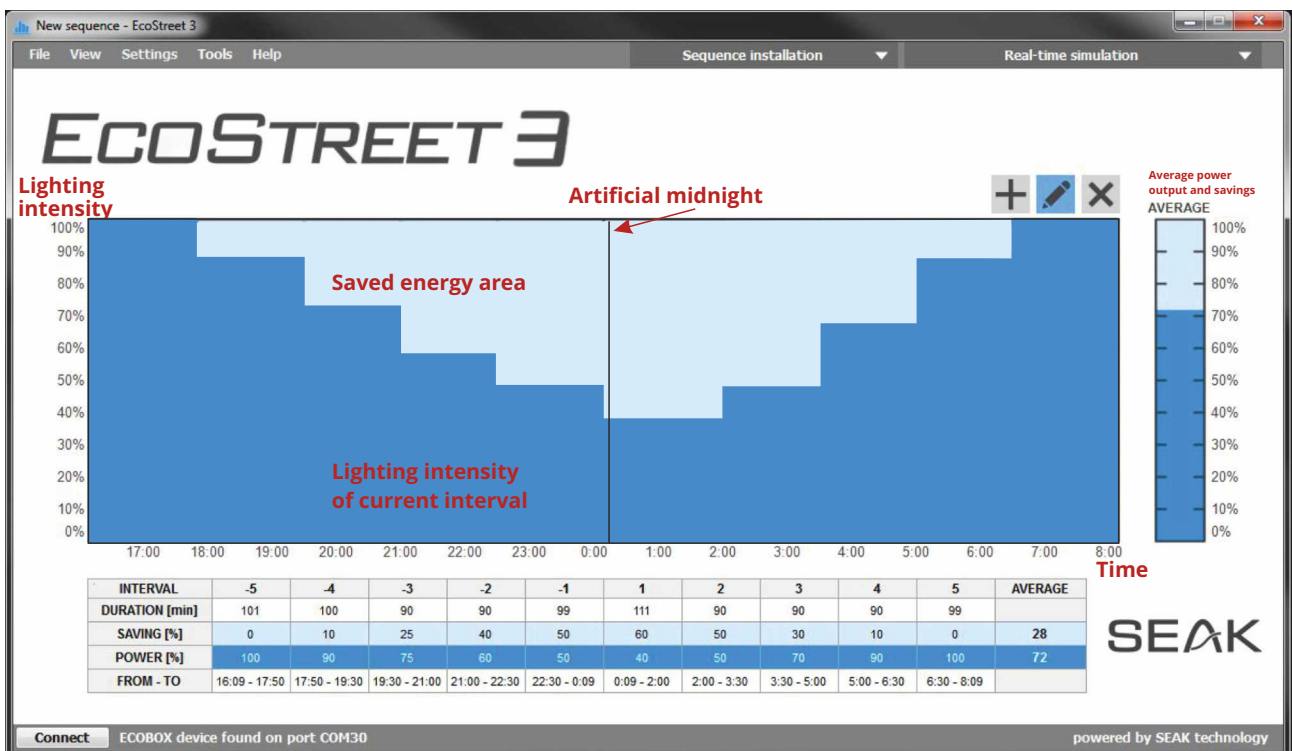 New sequence - EcoStreet 3
File View Settings Tools Help Sequence installation Real-time simulation
ECOSTREET 3
Lighting
intensity
Artificial midnight
Average power
output and savings
AVERAGE
100%
90%
80%
70%
60%
50%
40%
30%
20%
10%
0%
Saved energy area
Lighting intensity
of current interval
100%
90%
80%
70%
60%
50%
40%
30%
20%
10%
0%
17:00 18:00 19:00 20:00 21:00 22:00 23:00 0:00 1:00 2:00 3:00 4:00 5:00 6:00 7:00 8:00
Time
INTERVAL -5 -4 -3 -2 -1 1 2 3 4 5 AVERAGE
DURATION [min] 101 100 90 90 99 111 90 90 90 99
SAVING [%] 0 10 25 40 50 60 50 30 10 0 28
POWER [%] 100 90 75 60 50 40 50 70 90 100 72
FROM - TO 16:09 - 17:50 17:50 - 19:30 19:30 - 21:00 21:00 - 22:30 22:30 - 0:09 0:09 - 2:00 2:00 - 3:30 3:30 - 5:00 5:00 - 6:30 6:30 - 8:09
SEAK
Connect ECOBOX device found on port COM30 powered by SEAK technology